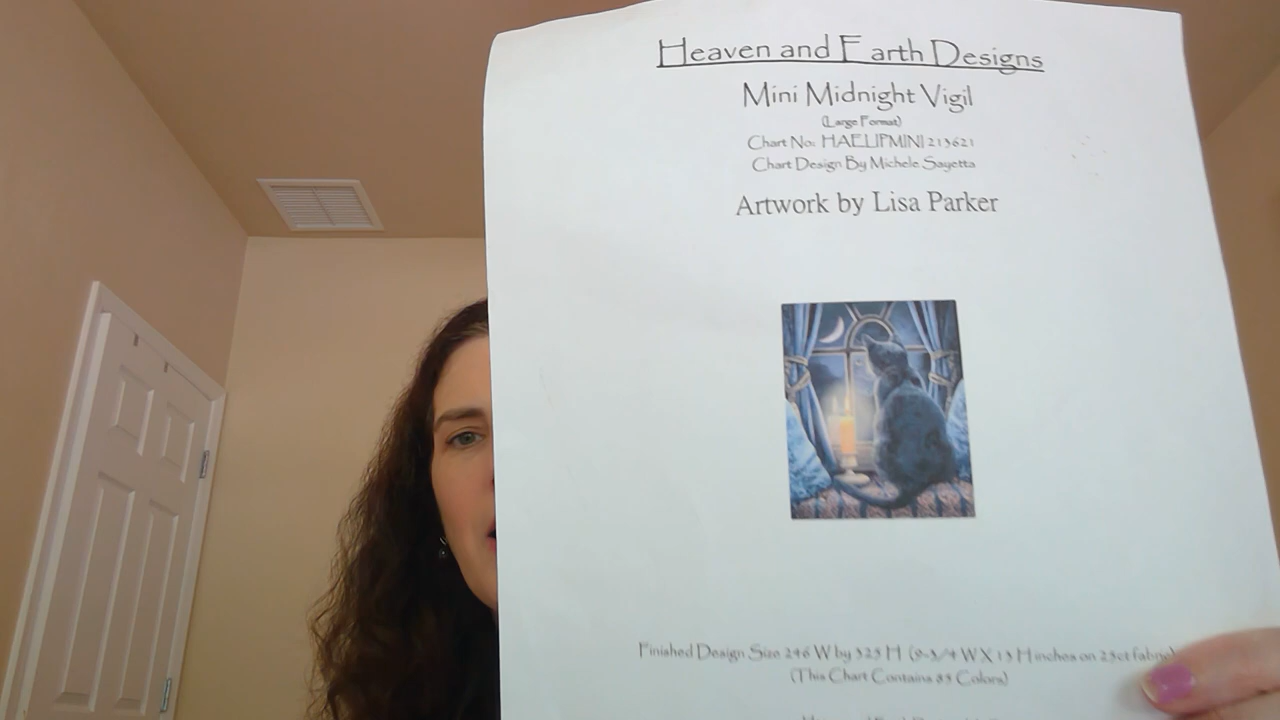 Heaven and Earth Designs
Mini Midnight Vigil
(Large Format)
Chart No: HAELIPMINI 213621
Chart Design By Michele Sayetta
Artwork by Lisa Parker
Finished Design Size 246 W by 325 H (9-3/4 W X 13 H inches on 25ct fabric)
(This Chart Contains 85 Colors)